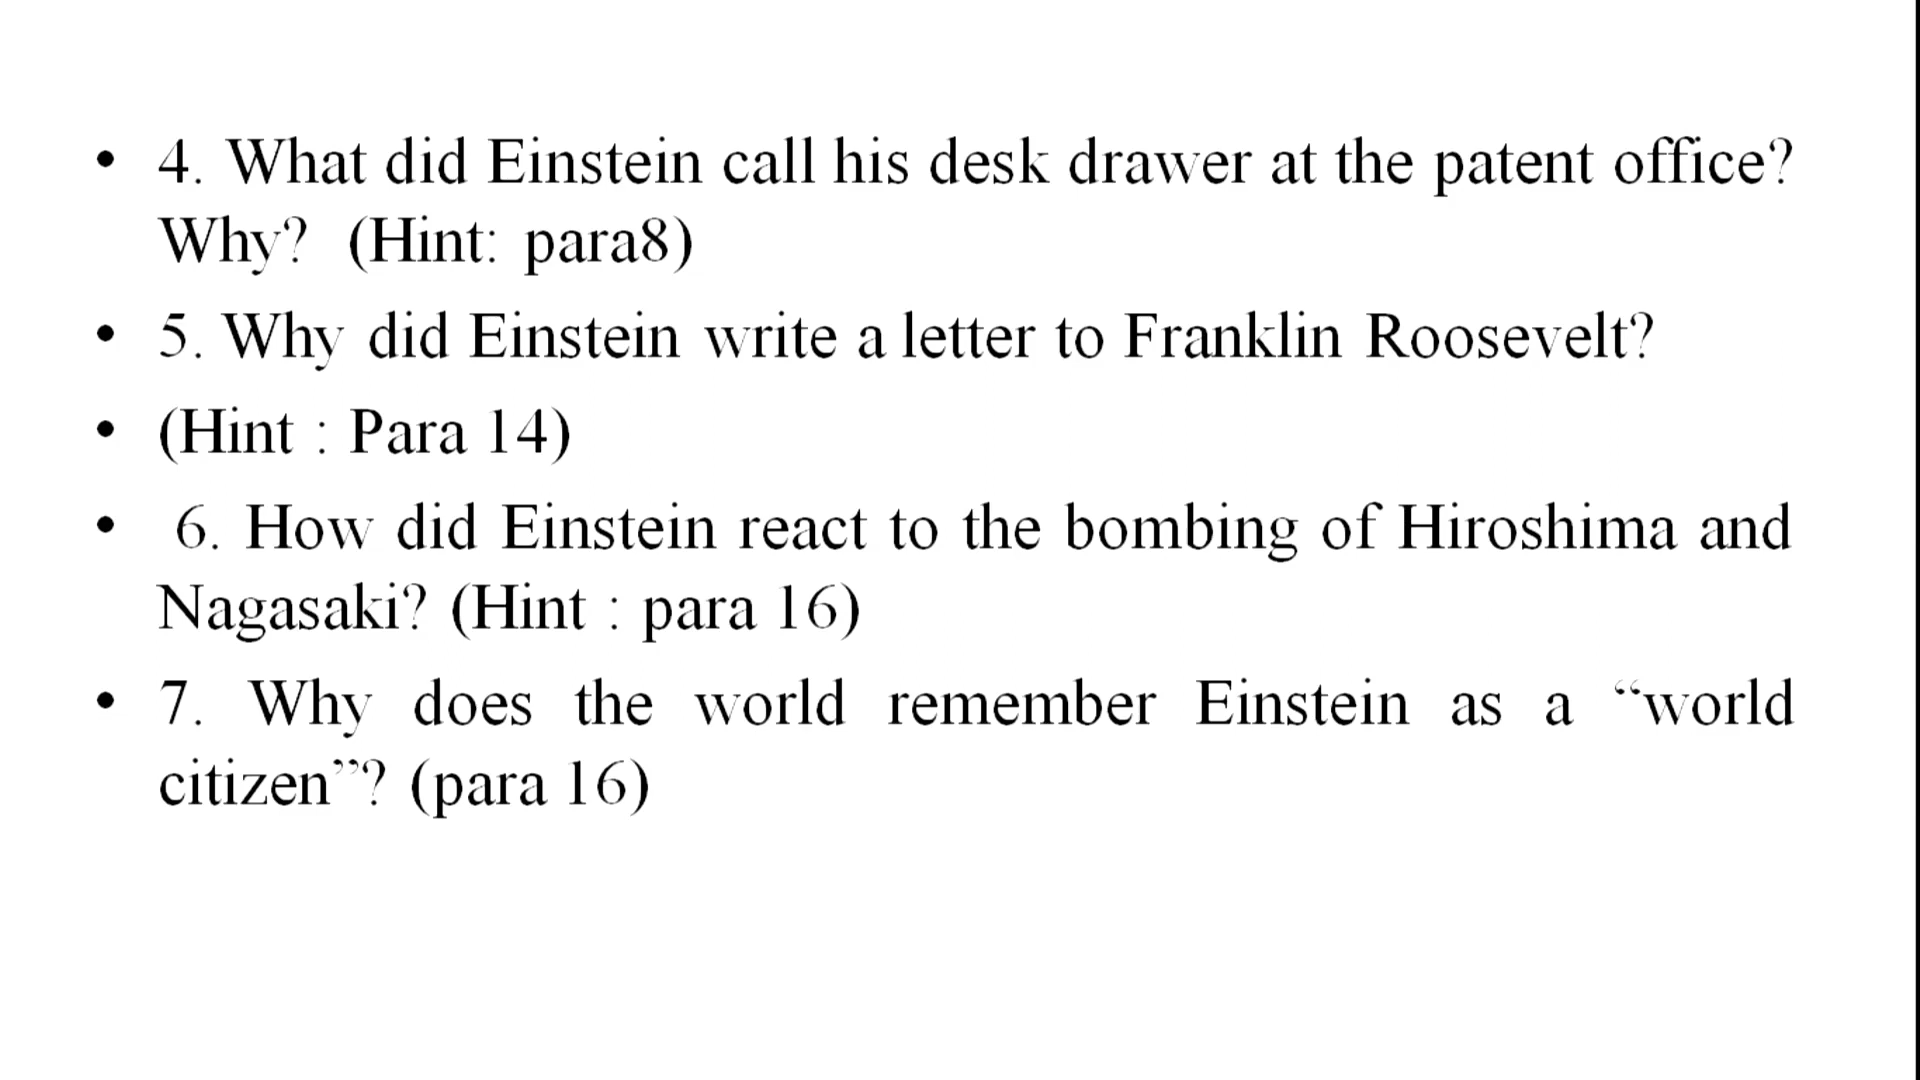 • 4. What did Einstein call his desk drawer at the patent office?
Why? (Hint: para8)
• 5. Why did Einstein write a letter to Franklin Roosevelt?
• (Hint : Para 14)
• 6. How did Einstein react to the bombing of Hiroshima and
Nagasaki? (Hint : para 16)
• 7. Why does the world remember Einstein as a “world
citizen”? (para 16)